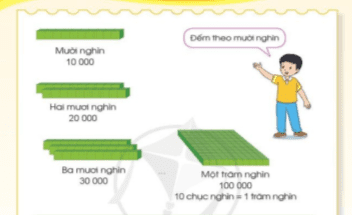 Đếm theo mười nghìn
Mười nghìn
10 000
Hai mươi nghìn
20 000
Ba mươi nghìn
30 000
...
Một trăm nghìn
100 000
10 chục nghìn = 1 trăm nghìn